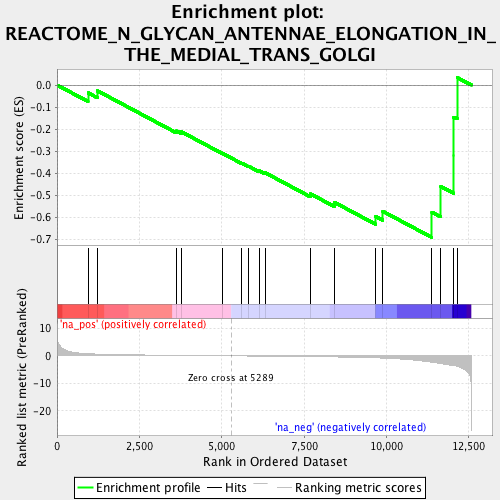 Enrichment plot:
REACTOME_N_GLYCAN_ANTENNAE_ELONGATION_IN_
THE_MEDIAL_TRANS_GOLGI
Enrichment score (ES)
0.0
-0.1
-0.2
-0.3
-0.4
-0.5
-0.6
-0.7
'na_pos' (positively correlated)
Ranked list metric (PreRanked)
10
5
0
-5
-10
-15
-20
Zero cross at 5289
'na_neg' (negatively correlated)
0
2,500
5,000
7,500
10,000
12,500
Rank in Ordered Dataset
Enrichment profile
Hits
Ranking metric scores